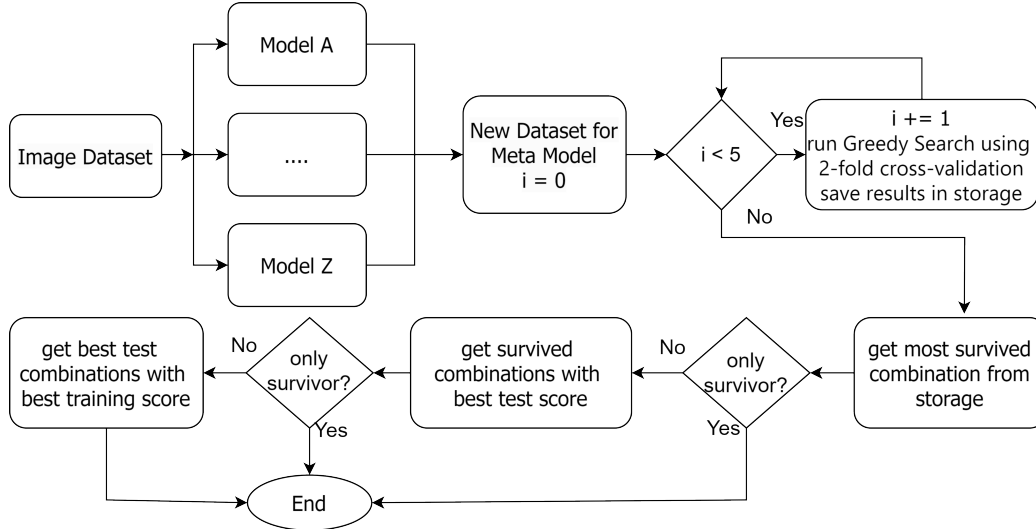 Model A
Image Dataset
....
Model Z
New Dataset for
Meta Model
i = 0
i < 5
Yes
i += 1
run Greedy Search using
2-fold cross-validation
save results in storage
No
get most survived
combination from
storage
only
survivor?
No
Yes
get survived
combinations with
best test score
only
survivor?
No
Yes
get best test
combinations with
best training score
End